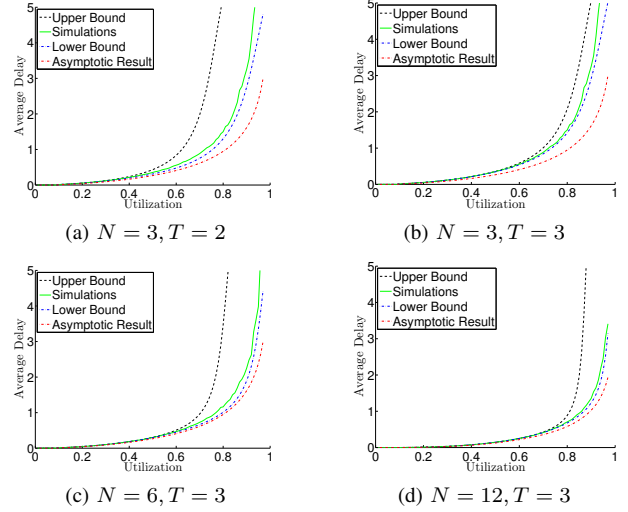 5
4
3
2
1
0
Average Delay
Upper Bound
Simulations
Lower Bound
Asymptotic Result
0 0.2 0.4 0.6 0.8 1
Utilization
(a) N = 3, T = 2
5
4
3
2
1
0
Average Delay
Upper Bound
Simulations
Lower Bound
Asymptotic Result
0 0.2 0.4 0.6 0.8 1
Utilization
(b) N = 3, T = 3
5
4
3
2
1
0
Average Delay
Upper Bound
Simulations
Lower Bound
Asymptotic Result
0 0.2 0.4 0.6 0.8 1
Utilization
(c) N = 6, T = 3
5
4
3
2
1
0
Average Delay
Upper Bound
Simulations
Lower Bound
Asymptotic Result
0 0.2 0.4 0.6 0.8 1
Utilization
(d) N = 12, T = 3